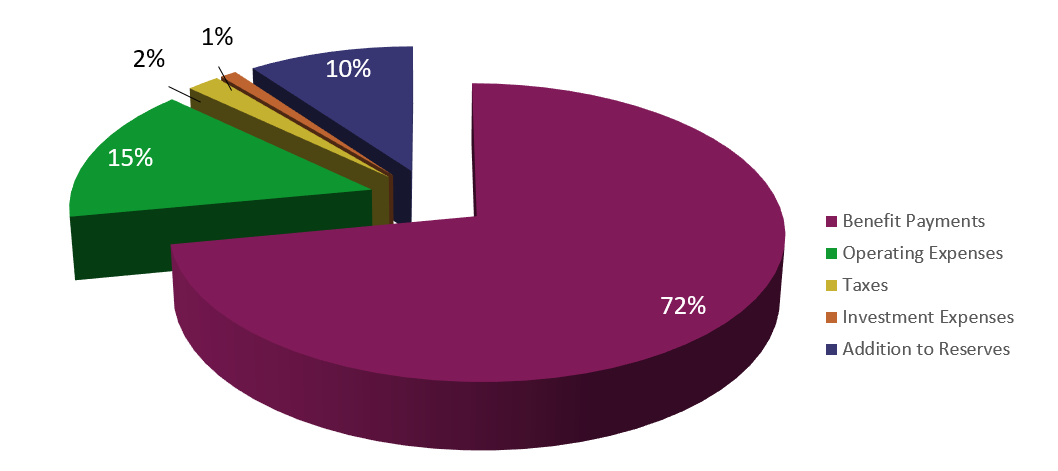 1%
2%
10%
15%
72%
Benefit Payments
Operating Expenses
Taxes
Investment Expenses
Addition to Reserves